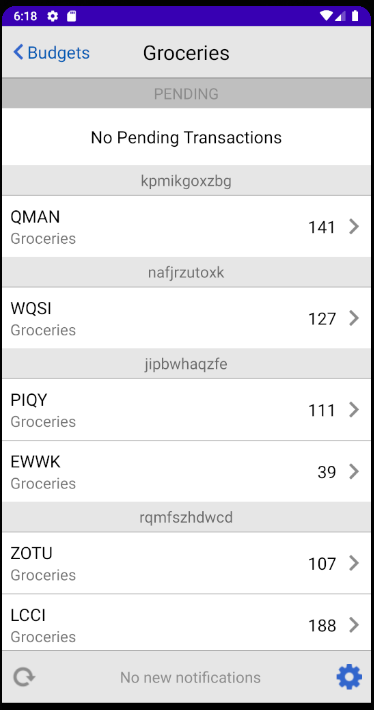 6:18
Budgets
Groceries
PENDING
No Pending Transactions
kpmikgoxzbg
QMAN
141
Groceries
nafjrzutoxk
WQSI
127
Groceries
jipbwhaqzfe
PIQY
111
Groceries
EWWK
39
Groceries
rqmfszhdwcd
ZOTU
107
Groceries
LCCI
188
Groceries
No new notifications